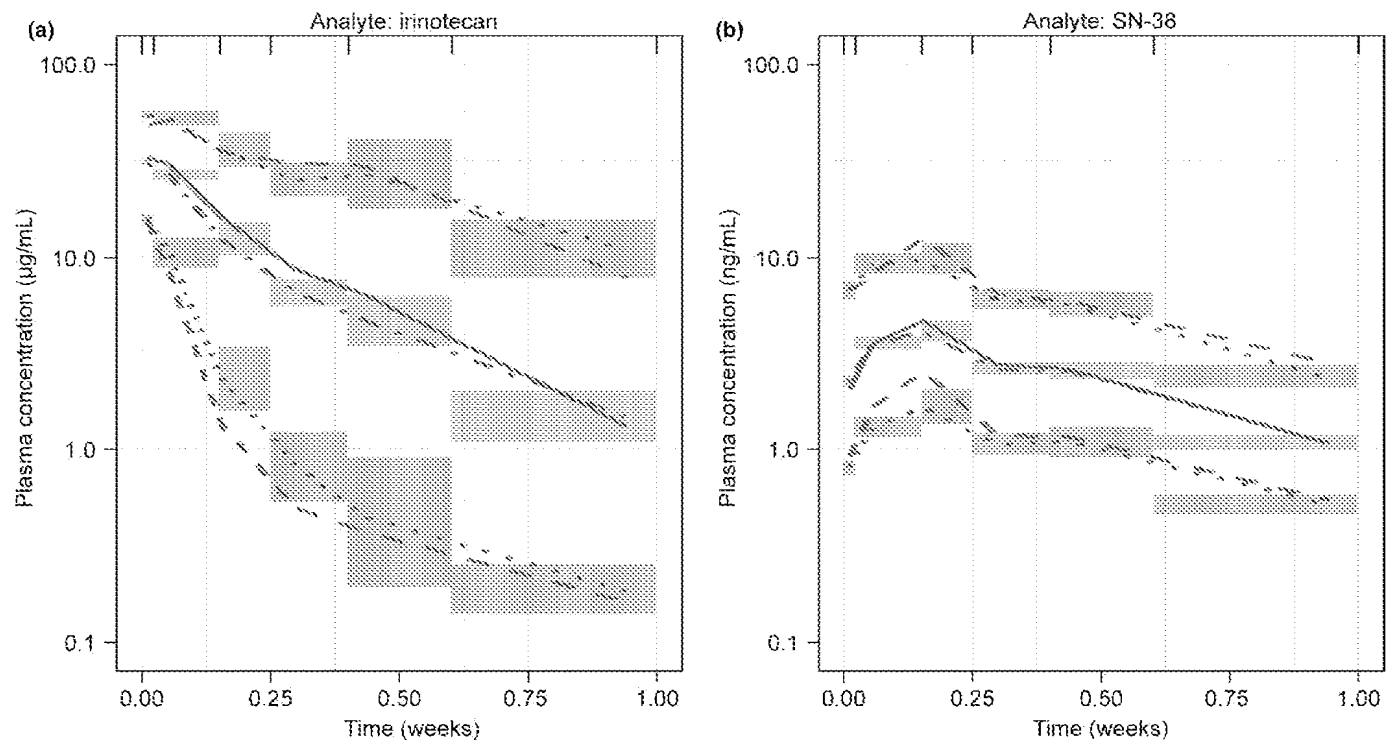 (a)
Analyte: irinotecan
Plasma concentration (µg/mL)
100.0
10.0
1.0
0.1
0.00
0.25
0.50
0.75
1.00
Time (weeks)
(b)
Analyte: SN-38
Plasma concentration (ng/mL)
100.0
10.0
1.0
0.1
0.00
0.25
0.50
0.75
1.00
Time (weeks)